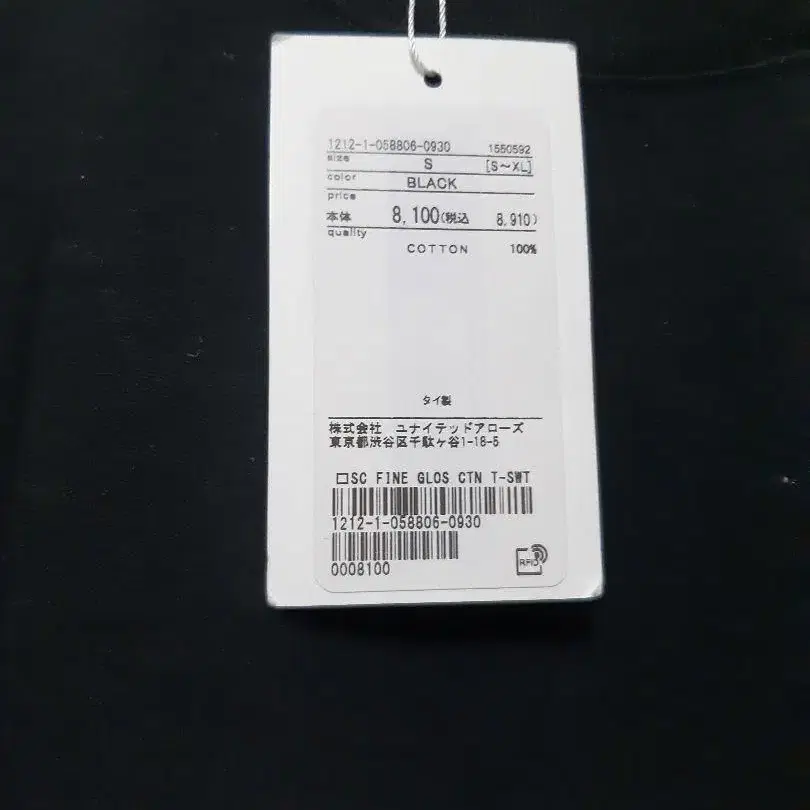 1212-1-058806-0930 1550592
size S [S～XL]
color BLACK
price
本体 8,100(税込 8,910)
quality
COTTON 100%
タイ製
株式会社 ユナイテッドアローズ
東京都渋谷区千駄ヶ谷1-18-5
□SC FINE GLOS CTN T-SWT
1212-1-058806-0930
0008100
RFID